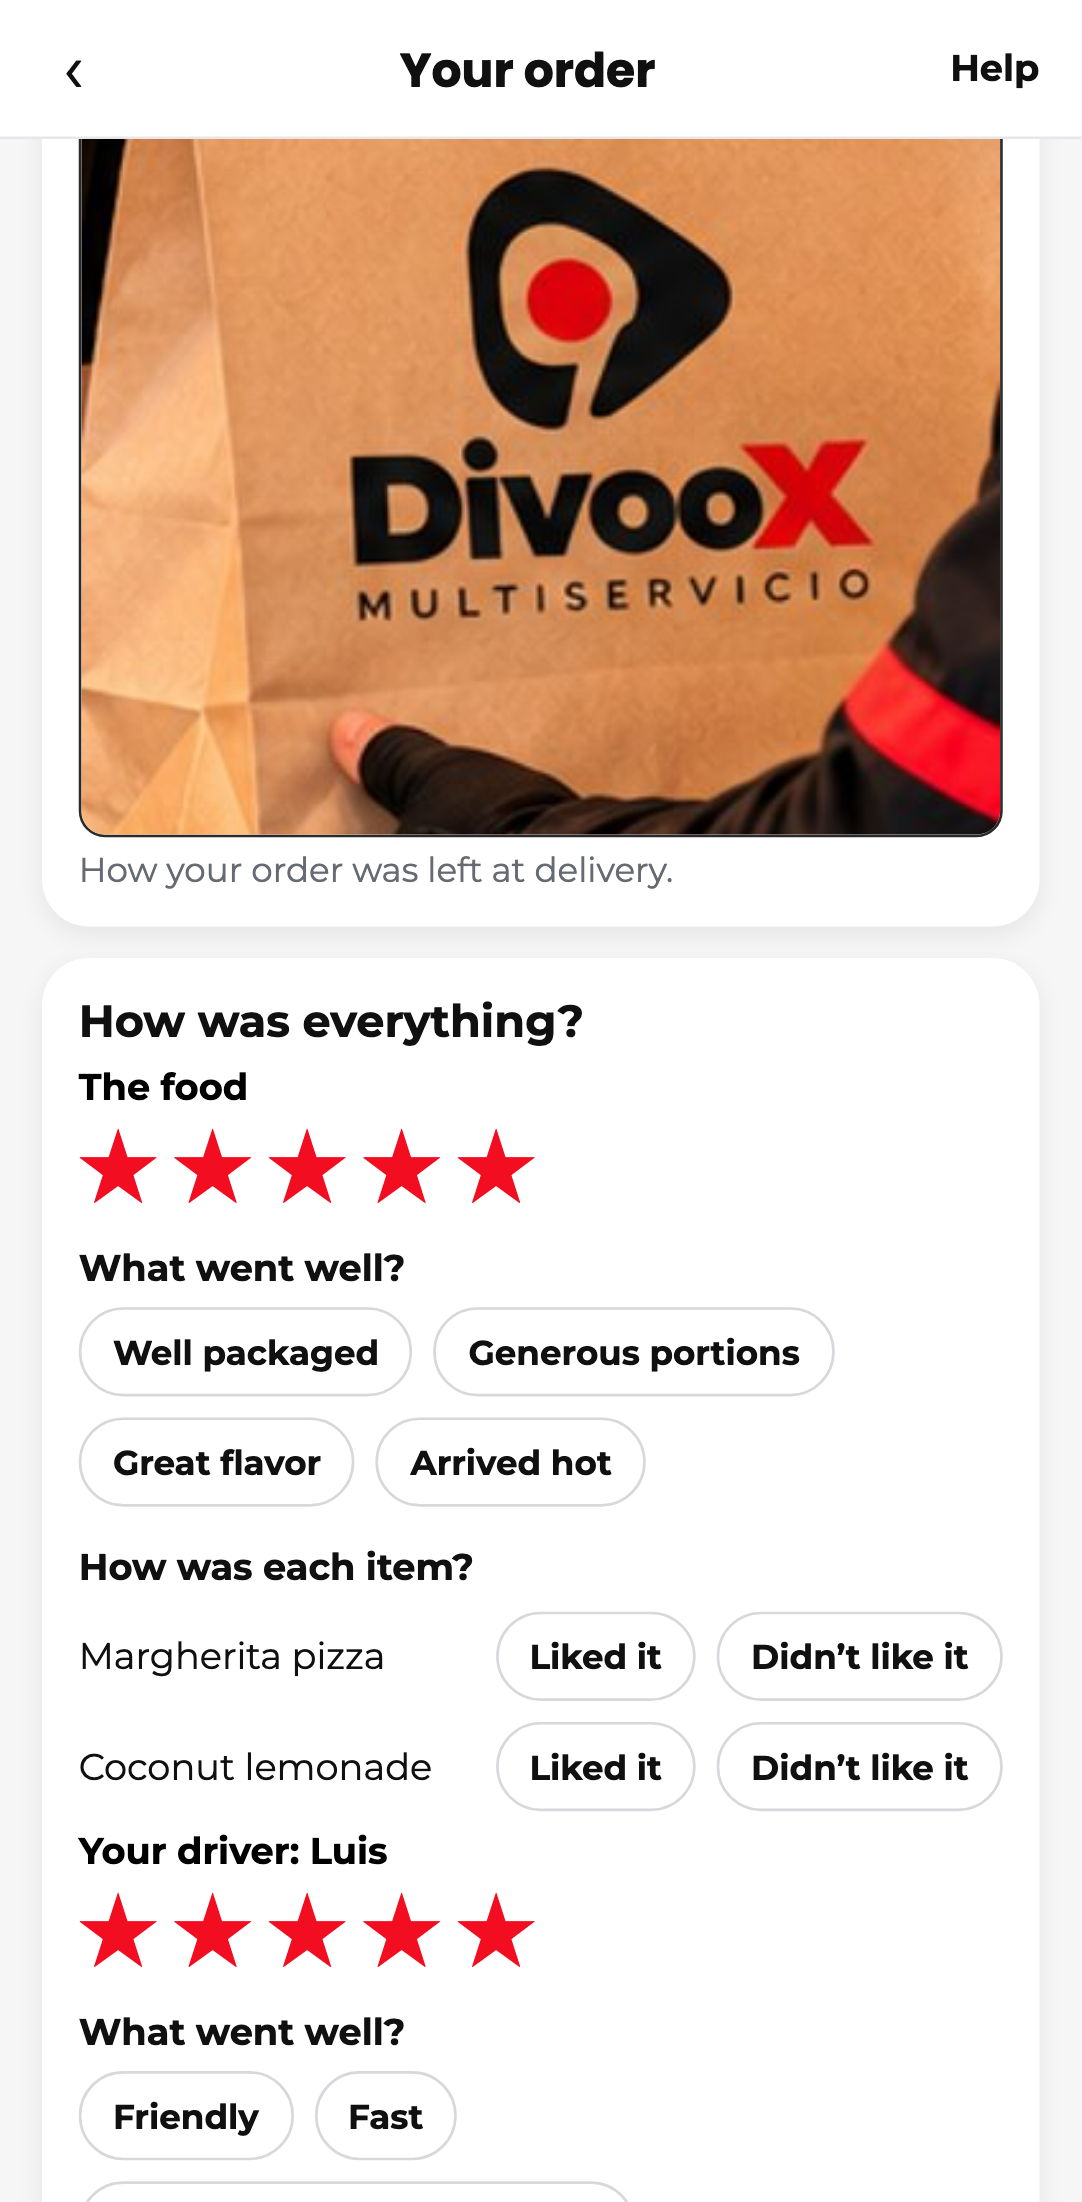 Your order
Help
DivooX
MULTISERVICIO
How your order was left at delivery.
How was everything?
The food
What went well?
Well packaged
Generous portions
Great flavor
Arrived hot
How was each item?
Margherita pizza
Liked it
Didn’t like it
Coconut lemonade
Liked it
Didn’t like it
Your driver: Luis
What went well?
Friendly
Fast